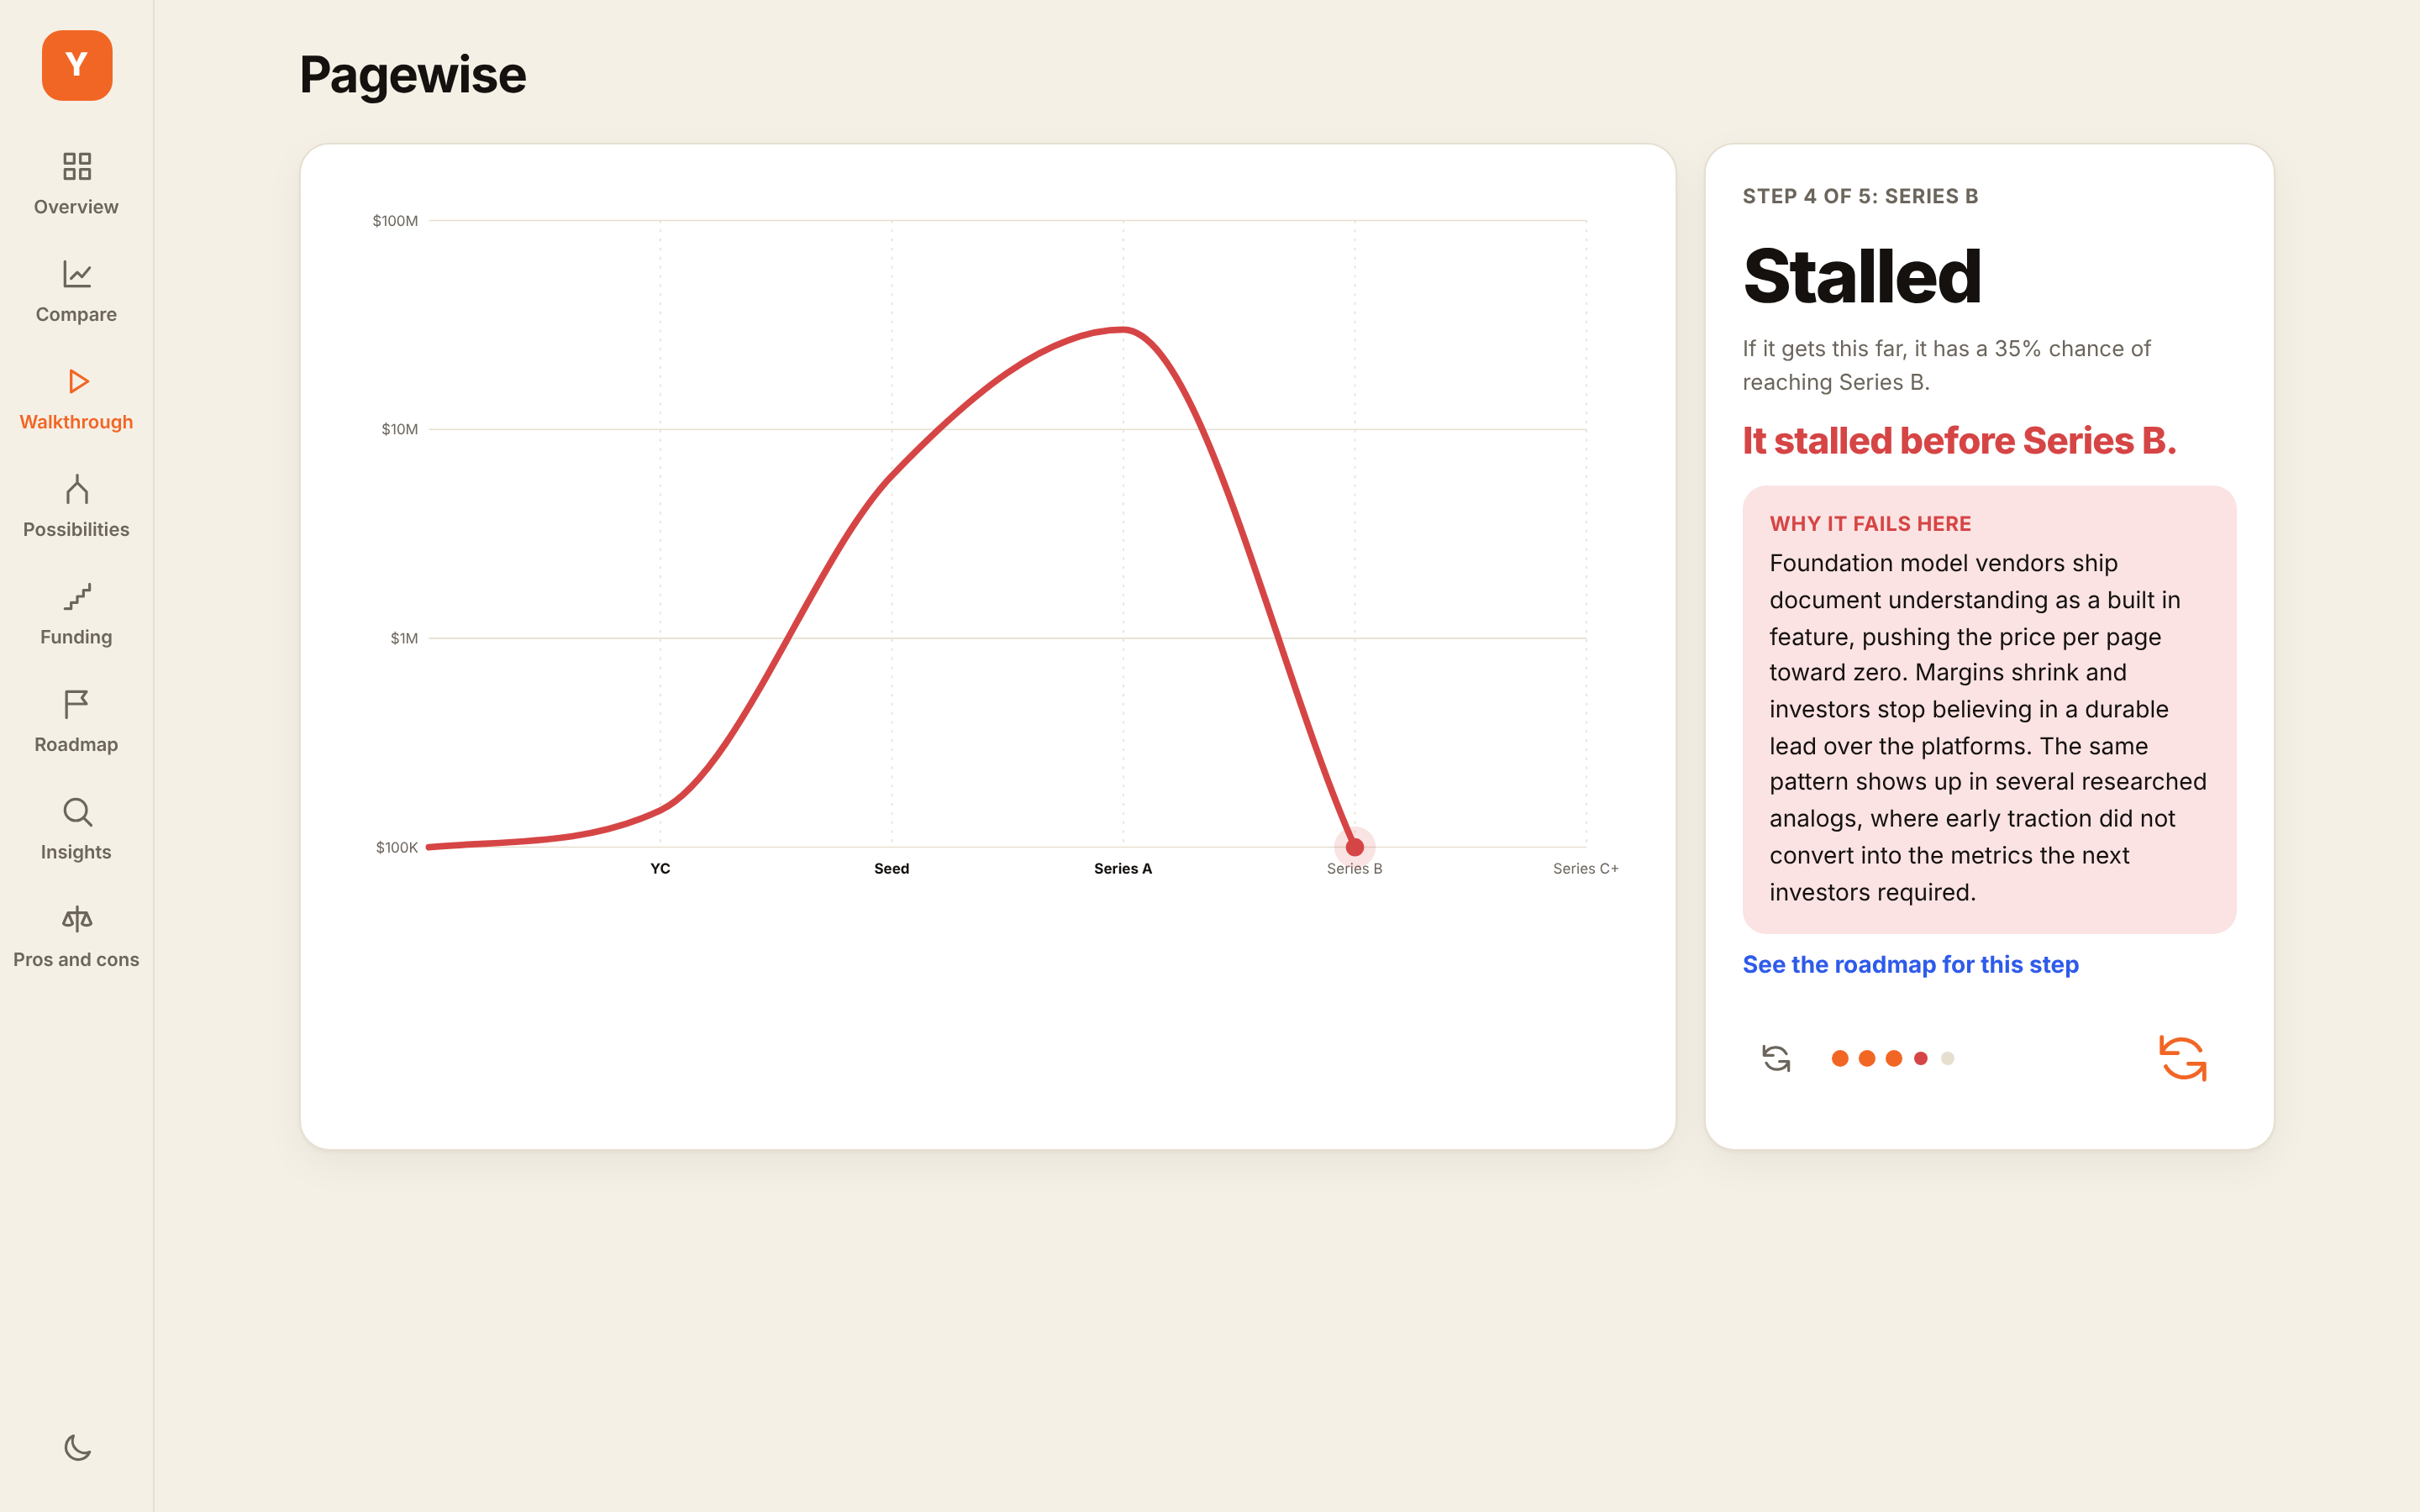 Y
Overview
Compare
Walkthrough
Possibilities
Funding
Roadmap
Insights
Pros and cons
Pagewise
$100M
$10M
$1M
$100K
YC
Seed
Series A
Series B
Series C+
STEP 4 OF 5: SERIES B
Stalled
If it gets this far, it has a 35% chance of
reaching Series B.
It stalled before Series B.
WHY IT FAILS HERE
Foundation model vendors ship
document understanding as a built in
feature, pushing the price per page
toward zero. Margins shrink and
investors stop believing in a durable
lead over the platforms. The same
pattern shows up in several researched
analogs, where early traction did not
convert into the metrics the next
investors required.
See the roadmap for this step